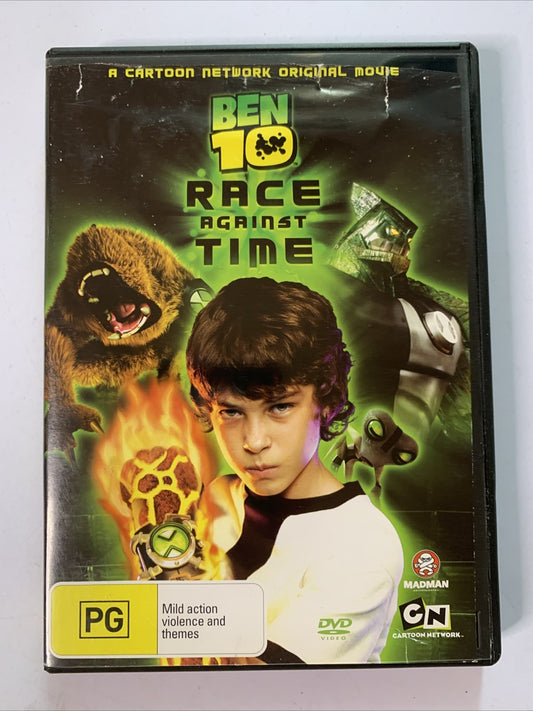 A CARTOON NETWORK ORIGINAL MOVIE
BEN
10
RACE
AGAINST
TIME
PG
Mild action
violence and
themes
DVD
VIDEO
MADMAN
CN
CARTOON NETWORK